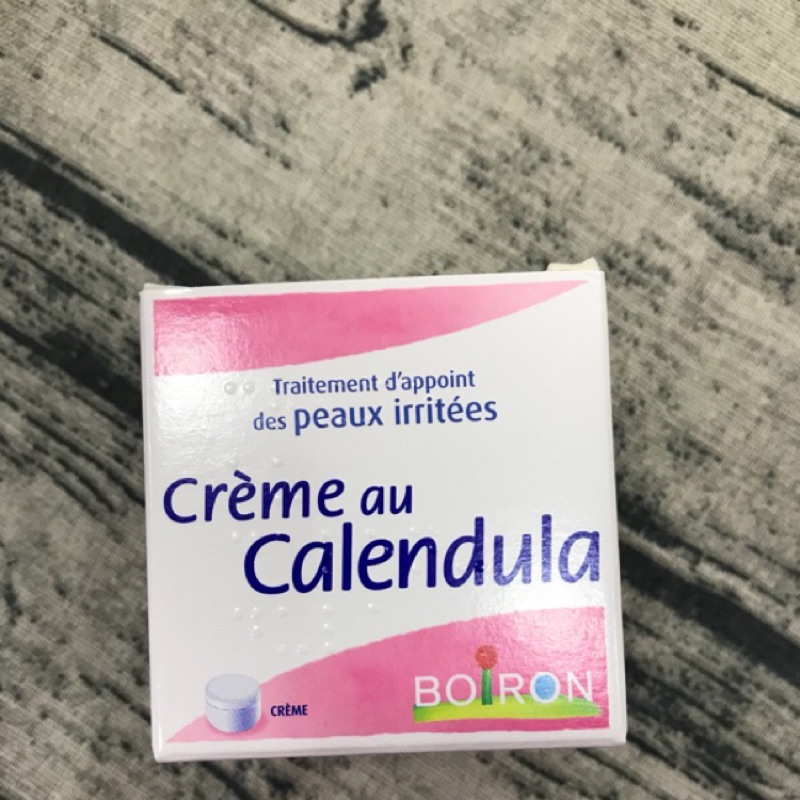 Traitement d'appoint
des peaux irritées
Crème au
Calendula
CRÈME
BOIRON